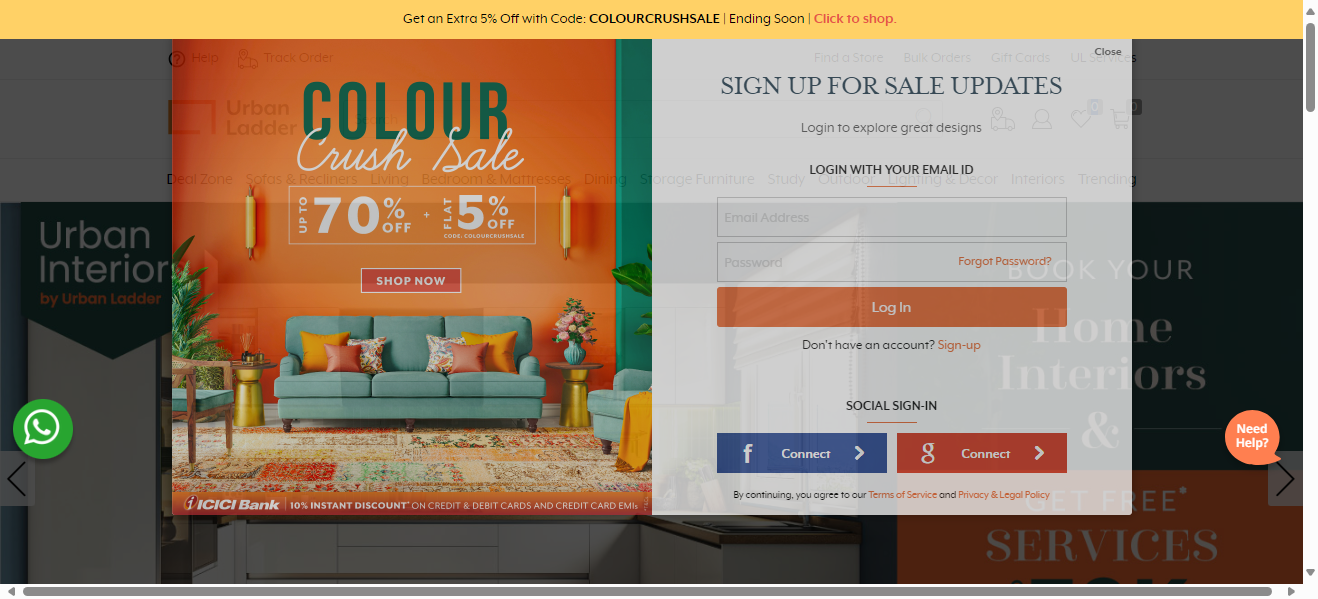 Get an Extra 5% Off with Code: COLOURCRUSHSALE | Ending Soon | Click to shop.
Help
Track Order
Find a Store
Bulk Orders
Gift Cards
UL Services
Close
Urban
Ladder
0
0
COLOUR
Crush Sale
UPTO 70% OFF + FLAT 5% OFF
CODE: COLOURCRUSHSALE
SHOP NOW
ICICI Bank | 10% INSTANT DISCOUNT* ON CREDIT & DEBIT CARDS AND CREDIT CARD EMIs
SIGN UP FOR SALE UPDATES
Login to explore great designs
LOGIN WITH YOUR EMAIL ID
Deal Zone Sofas & Recliners Living Bedroom & Mattresses Dining Storage Furniture Study Outdoor Lighting & Decor Interiors Trending
Email Address
Password
Forgot Password?
Log In
Don't have an account? Sign-up
SOCIAL SIGN-IN
f Connect
g Connect
By continuing, you agree to our Terms of Service and Privacy & Legal Policy
Urban
Interior
by Urban Ladder
BOOK YOUR
Home
Interiors
&
GET FREE*
SERVICES
Need
Help?